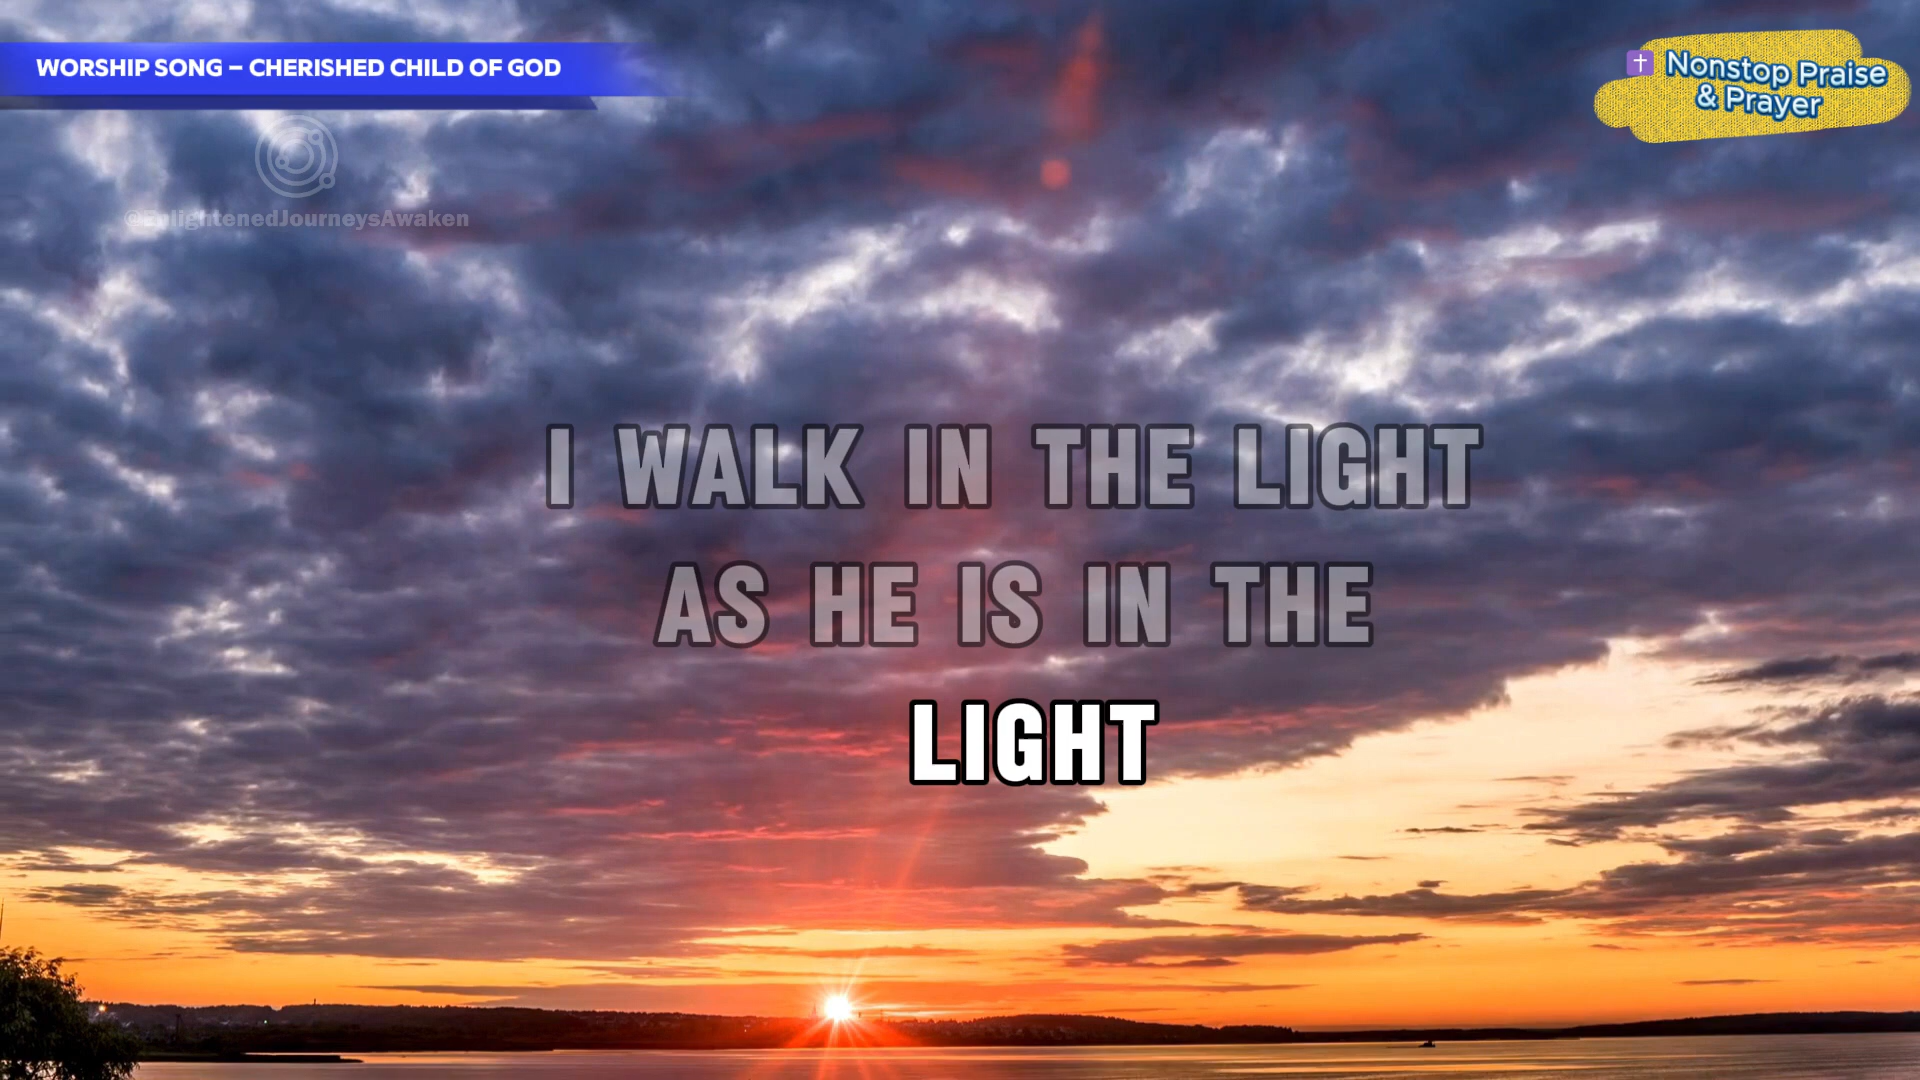 WORSHIP SONG – CHERISHED CHILD OF GOD
Nonstop Praise
& Prayer
@EnlightenedJourneysAwaken
I WALK IN THE LIGHT
AS HE IS IN THE
LIGHT